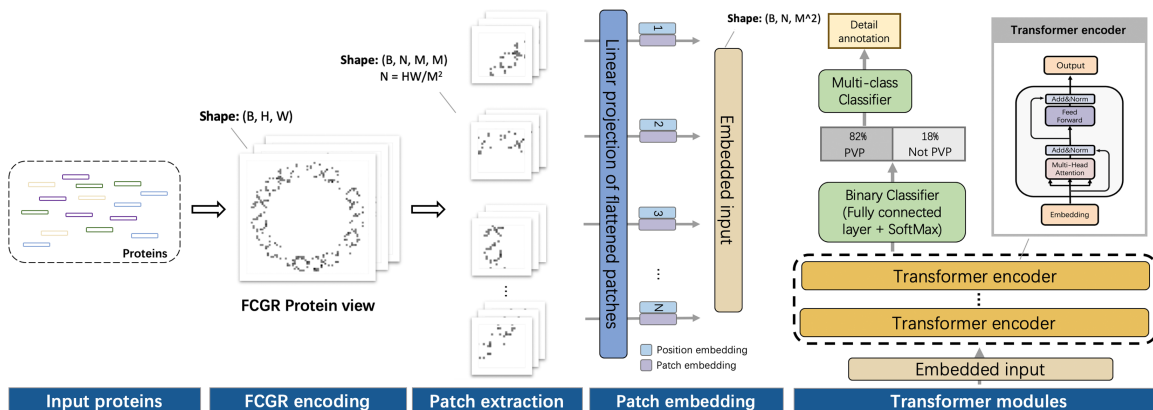 Proteins
Input proteins
Shape: (B, H, W)
FCGR Protein view
FCGR encoding
Shape: (B, N, M, M)
N = HW/M²
...
Patch extraction
Linear projection of flattened patches
1
2
3
...
N
Embedded input
Shape: (B, N, M^2)
Position embedding
Patch embedding
Patch embedding
Detail
annotation
Multi-class
Classifier
82%
PVP
18%
Not PVP
Binary Classifier
(Fully connected
layer + SoftMax)
Transformer encoder
...
Transformer encoder
Embedded input
Transformer modules
Transformer encoder
Output
Add&Norm
Feed
Forward
Add&Norm
Multi-Head
Attention
Embedding